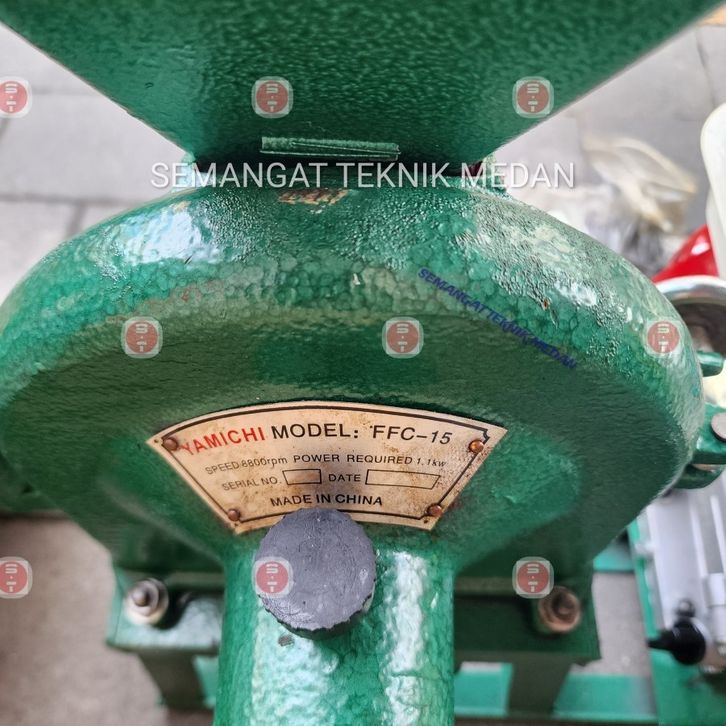 SEMANGAT TEKNIK MEDAN
SEMANGAT TEKNIK MEDAN
YAMICHI MODEL: FFC-15
SPEED:6800rpm POWER REQUIRED 1.1kw
SERIAL NO. DATE
MADE IN CHINA